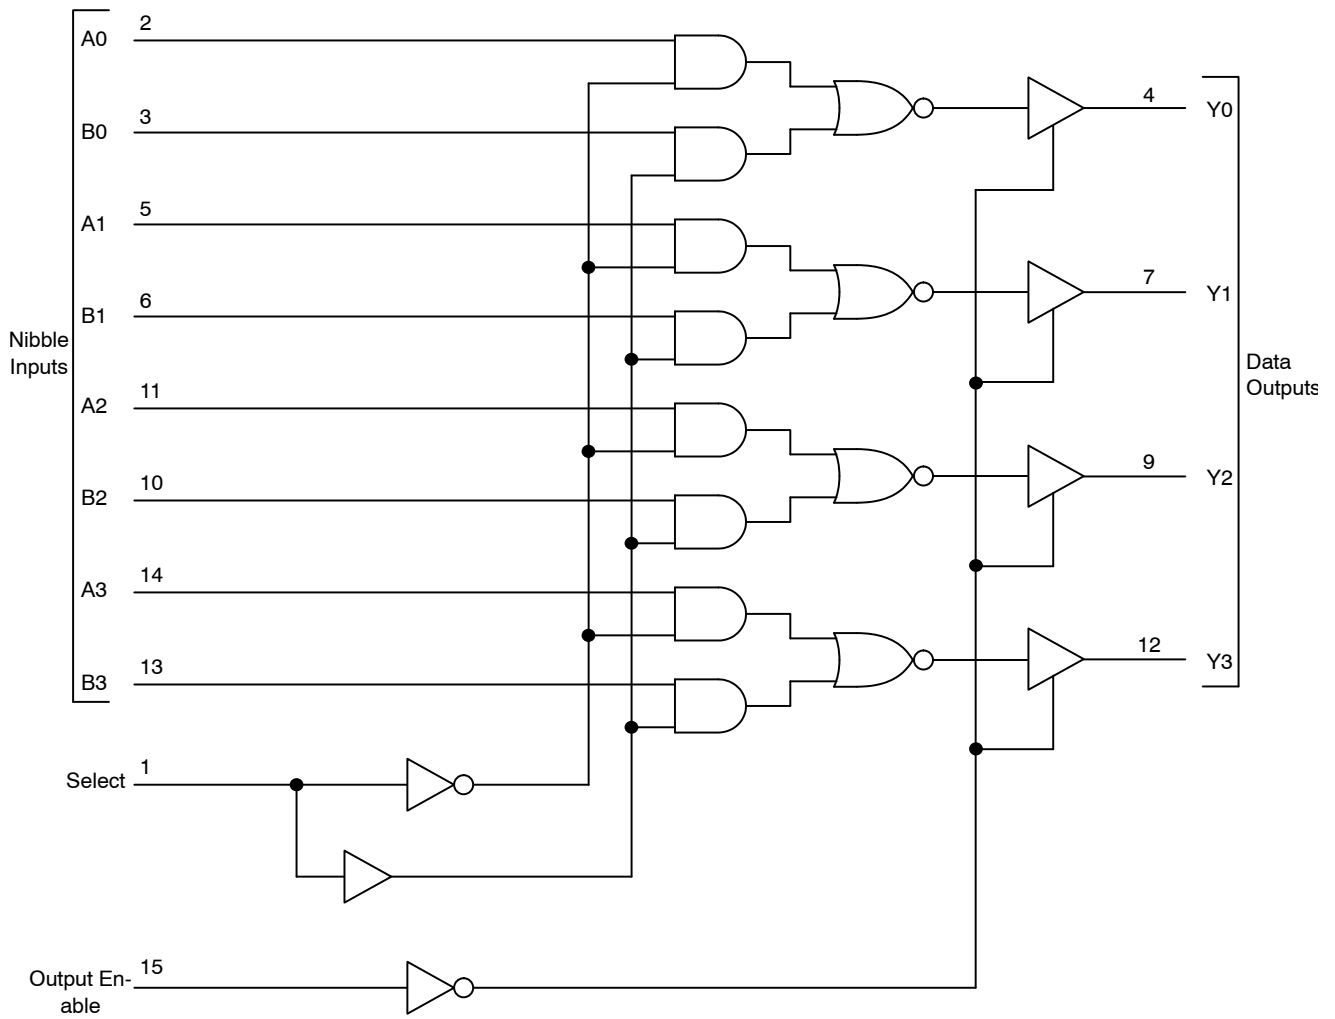 A0 2
B0 3
A1 5
B1 6
A2 11
B2 10
A3 14
B3 13
Nibble
Inputs
Select 1
Output En-
able
15
4 Y0
7 Y1
9 Y2
12 Y3
Data
Outputs